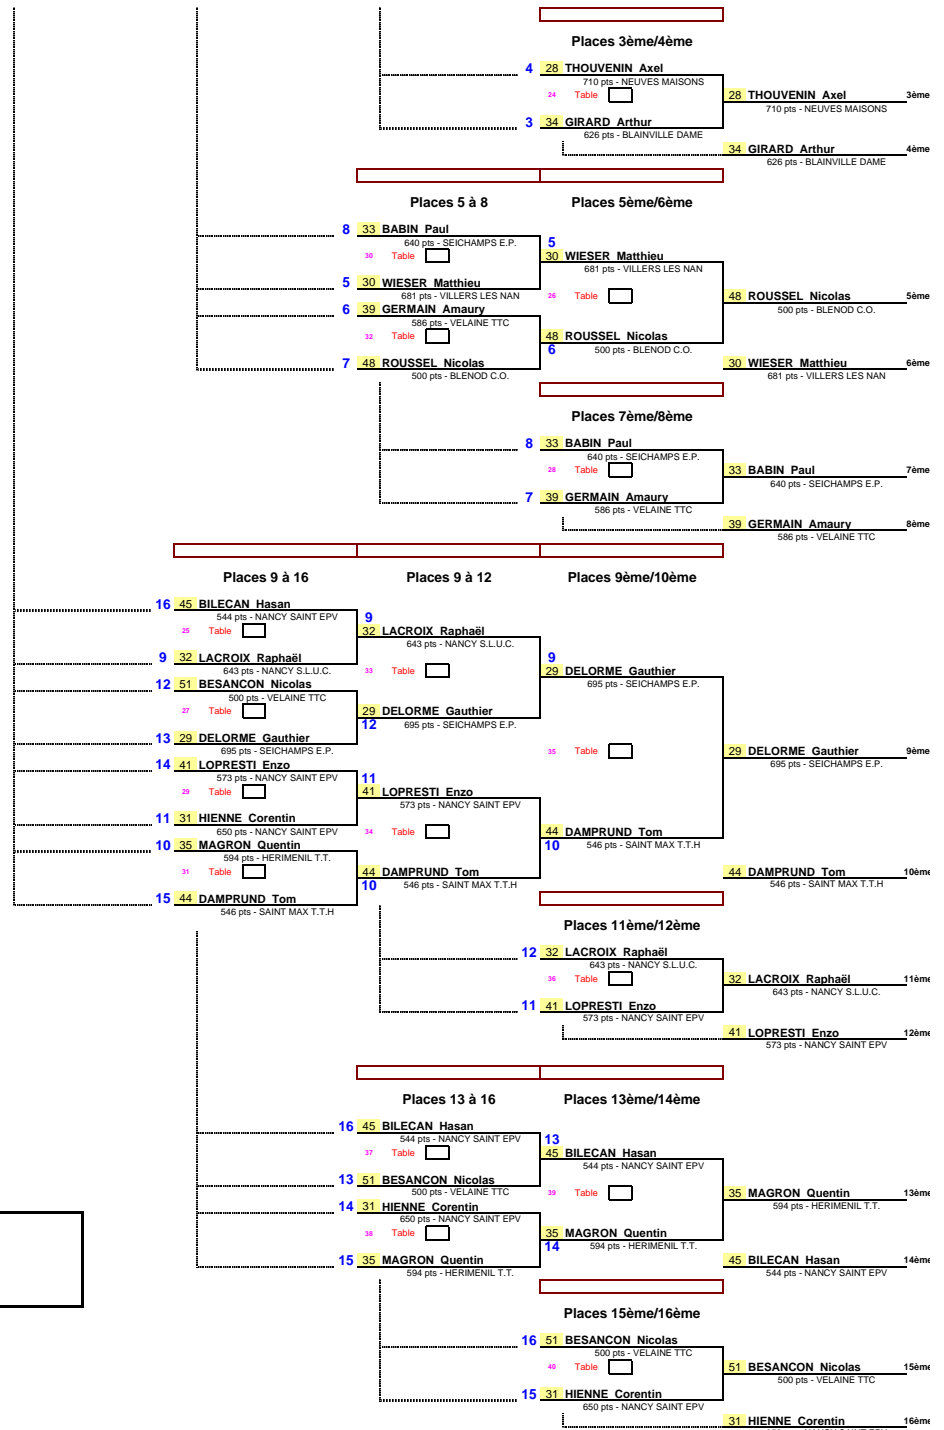 Places 3ème/4ème
4 28 THOUVENIN Axel
710 pts - NEUVES MAISONS
24 Table
28 THOUVENIN Axel 3ème
710 pts - NEUVES MAISONS
3 34 GIRARD Arthur
626 pts - BLAINVILLE DAME
34 GIRARD Arthur 4ème
626 pts - BLAINVILLE DAME
Places 5 à 8 Places 5ème/6ème
8 33 BABIN Paul
640 pts - SEICHAMPS E.P.
5
30 Table
30 WIESER Matthieu
681 pts - VILLERS LES NAN
5 30 WIESER Matthieu
681 pts - VILLERS LES NAN
26 Table
48 ROUSSEL Nicolas 5ème
500 pts - BLENOD C.O.
6 39 GERMAIN Amaury
586 pts - VELAINE TTC
32 Table
48 ROUSSEL Nicolas
6 500 pts - BLENOD C.O.
7 48 ROUSSEL Nicolas
500 pts - BLENOD C.O.
30 WIESER Matthieu 6ème
681 pts - VILLERS LES NAN
Places 7ème/8ème
8 33 BABIN Paul
640 pts - SEICHAMPS E.P.
28 Table
33 BABIN Paul 7ème
640 pts - SEICHAMPS E.P.
7 39 GERMAIN Amaury
586 pts - VELAINE TTC
39 GERMAIN Amaury 8ème
586 pts - VELAINE TTC
Places 9 à 16 Places 9 à 12 Places 9ème/10ème
16 45 BILECAN Hasan
544 pts - NANCY SAINT EPV
9
25 Table
32 LACROIX Raphaël
643 pts - NANCY S.L.U.C.
9 32 LACROIX Raphaël
643 pts - NANCY S.L.U.C.
9
33 Table
29 DELORME Gauthier
695 pts - SEICHAMPS E.P.
12 51 BESANCON Nicolas
500 pts - VELAINE TTC
27 Table
29 DELORME Gauthier
12 695 pts - SEICHAMPS E.P.
13 29 DELORME Gauthier
695 pts - SEICHAMPS E.P.
35 Table
29 DELORME Gauthier 9ème
695 pts - SEICHAMPS E.P.
14 41 LOPRESTI Enzo
573 pts - NANCY SAINT EPV
11
29 Table
41 LOPRESTI Enzo
573 pts - NANCY SAINT EPV
11 31 HIENNE Corentin
650 pts - NANCY SAINT EPV
34 Table
44 DAMPRUND Tom
10 546 pts - SAINT MAX T.T.H
10 35 MAGRON Quentin
594 pts - HERIMENIL T.T.
31 Table
44 DAMPRUND Tom
10 546 pts - SAINT MAX T.T.H
44 DAMPRUND Tom 10ème
546 pts - SAINT MAX T.T.H
15 44 DAMPRUND Tom
546 pts - SAINT MAX T.T.H
Places 11ème/12ème
12 32 LACROIX Raphaël
643 pts - NANCY S.L.U.C.
36 Table
32 LACROIX Raphaël 11ème
643 pts - NANCY S.L.U.C.
11 41 LOPRESTI Enzo
573 pts - NANCY SAINT EPV
41 LOPRESTI Enzo 12ème
573 pts - NANCY SAINT EPV
Places 13 à 16 Places 13ème/14ème
16 45 BILECAN Hasan
544 pts - NANCY SAINT EPV
13
37 Table
45 BILECAN Hasan
544 pts - NANCY SAINT EPV
13 51 BESANCON Nicolas
500 pts - VELAINE TTC
39 Table
35 MAGRON Quentin 13ème
594 pts - HERIMENIL T.T.
14 31 HIENNE Corentin
650 pts - NANCY SAINT EPV
38 Table
35 MAGRON Quentin
14 594 pts - HERIMENIL T.T.
15 35 MAGRON Quentin
594 pts - HERIMENIL T.T.
45 BILECAN Hasan 14ème
544 pts - NANCY SAINT EPV
Places 15ème/16ème
16 51 BESANCON Nicolas
500 pts - VELAINE TTC
40 Table
51 BESANCON Nicolas 15ème
500 pts - VELAINE TTC
15 31 HIENNE Corentin
650 pts - NANCY SAINT EPV
31 HIENNE Corentin 16ème